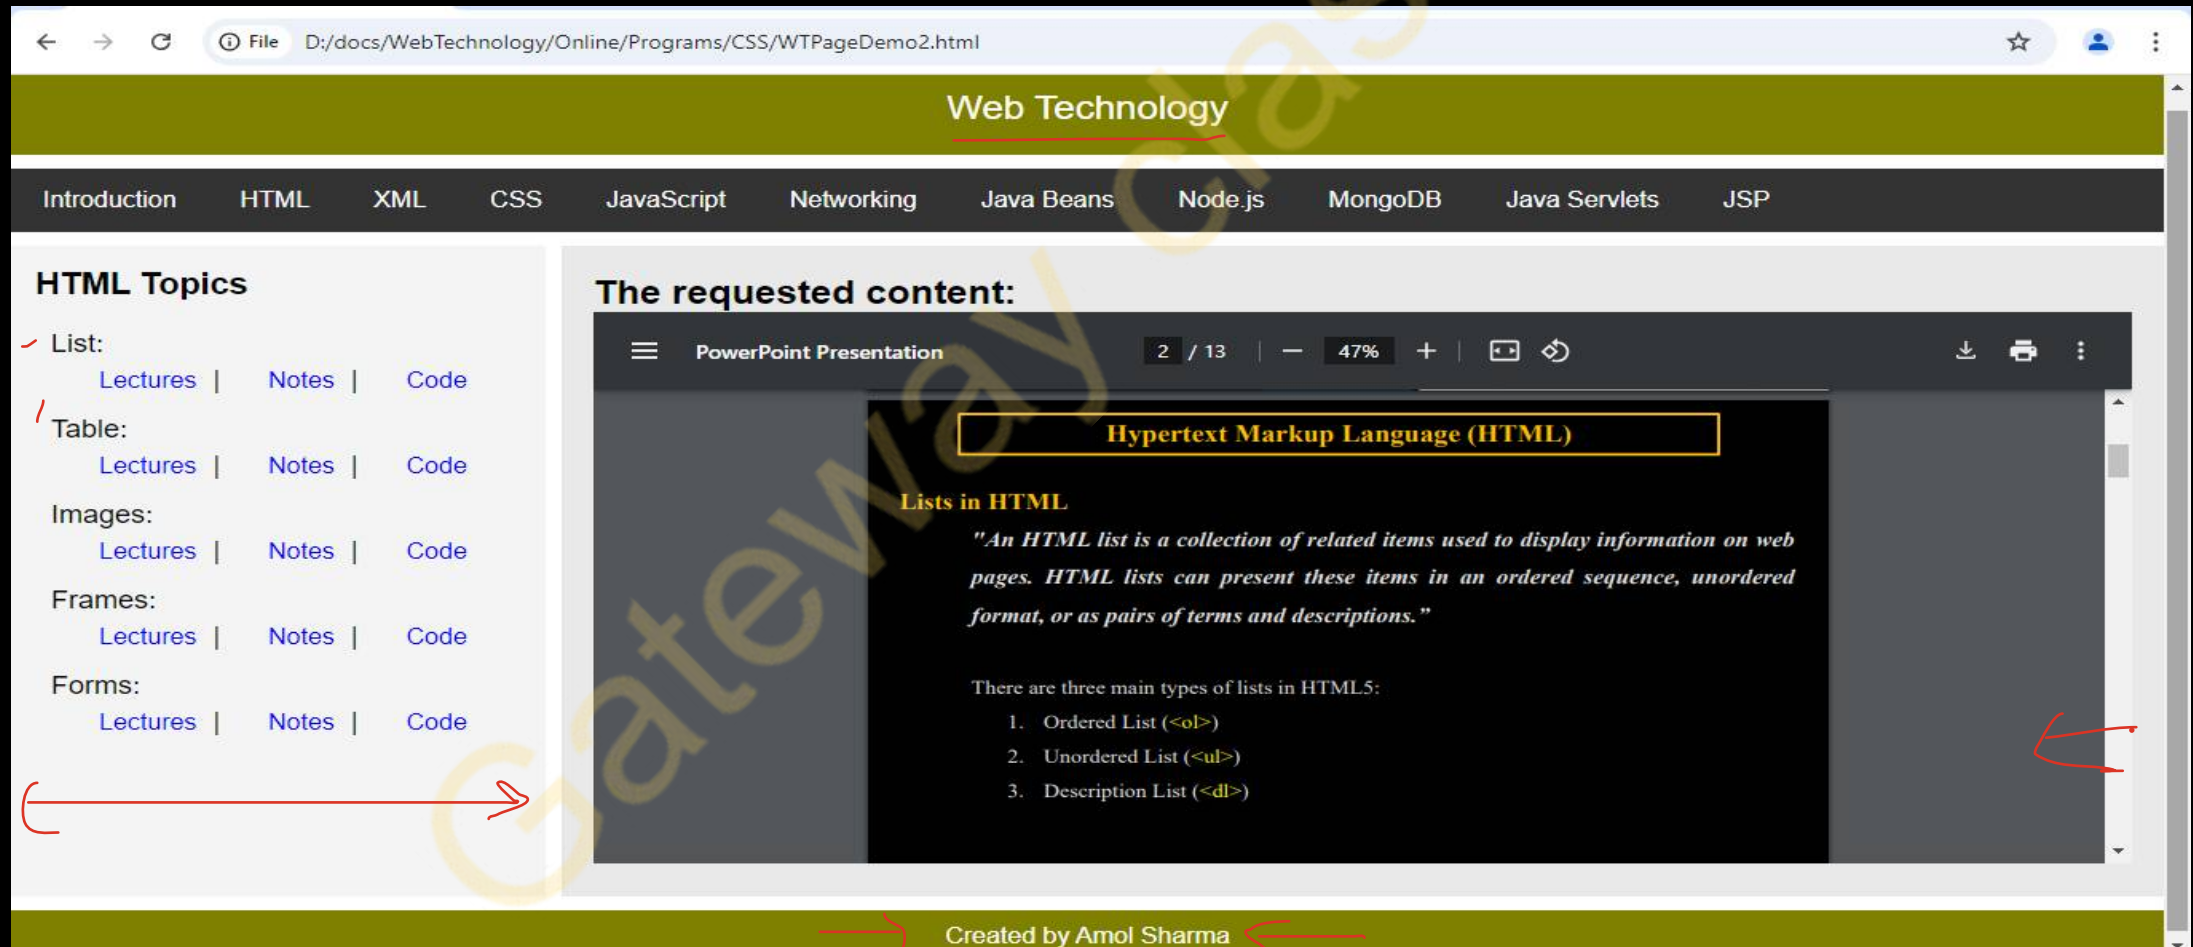 File D:/docs/WebTechnology/Online/Programs/CSS/WTPageDemo2.html
Web Technology
Introduction HTML XML CSS JavaScript Networking Java Beans Node.js MongoDB Java Servlets JSP
HTML Topics
List:
Lectures | Notes | Code
Table:
Lectures | Notes | Code
Images:
Lectures | Notes | Code
Frames:
Lectures | Notes | Code
Forms:
Lectures | Notes | Code
The requested content:
PowerPoint Presentation 2 / 13 | — 47% + |
Hypertext Markup Language (HTML)
Lists in HTML
"An HTML list is a collection of related items used to display information on web
pages. HTML lists can present these items in an ordered sequence, unordered
format, or as pairs of terms and descriptions.”
There are three main types of lists in HTML5:
1. Ordered List (<ol>)
2. Unordered List (<ul>)
3. Description List (<dl>)
Created by Amol Sharma
Gateway Clas